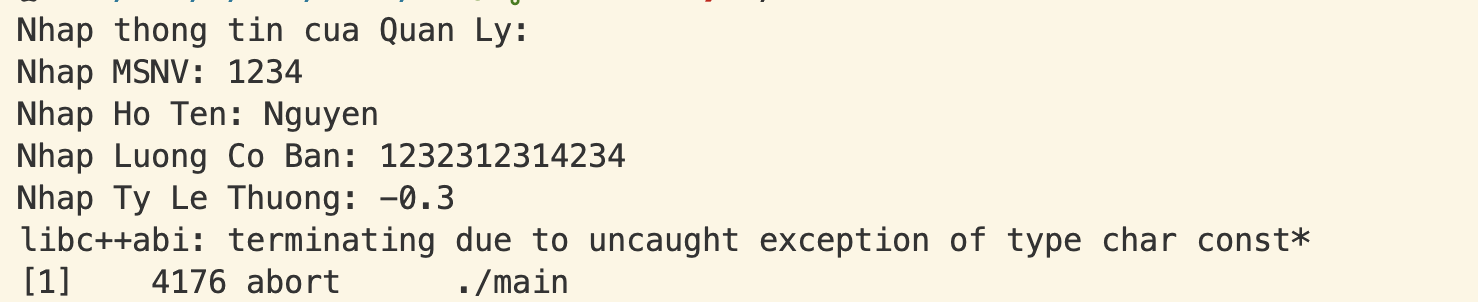 Nhap thong tin cua Quan Ly:
Nhap MSNV: 1234
Nhap Ho Ten: Nguyen
Nhap Luong Co Ban: 1232312314234
Nhap Ty Le Thuong: -0.3
libc++abi: terminating due to uncaught exception of type char const*
[1]    4176 abort      ./main